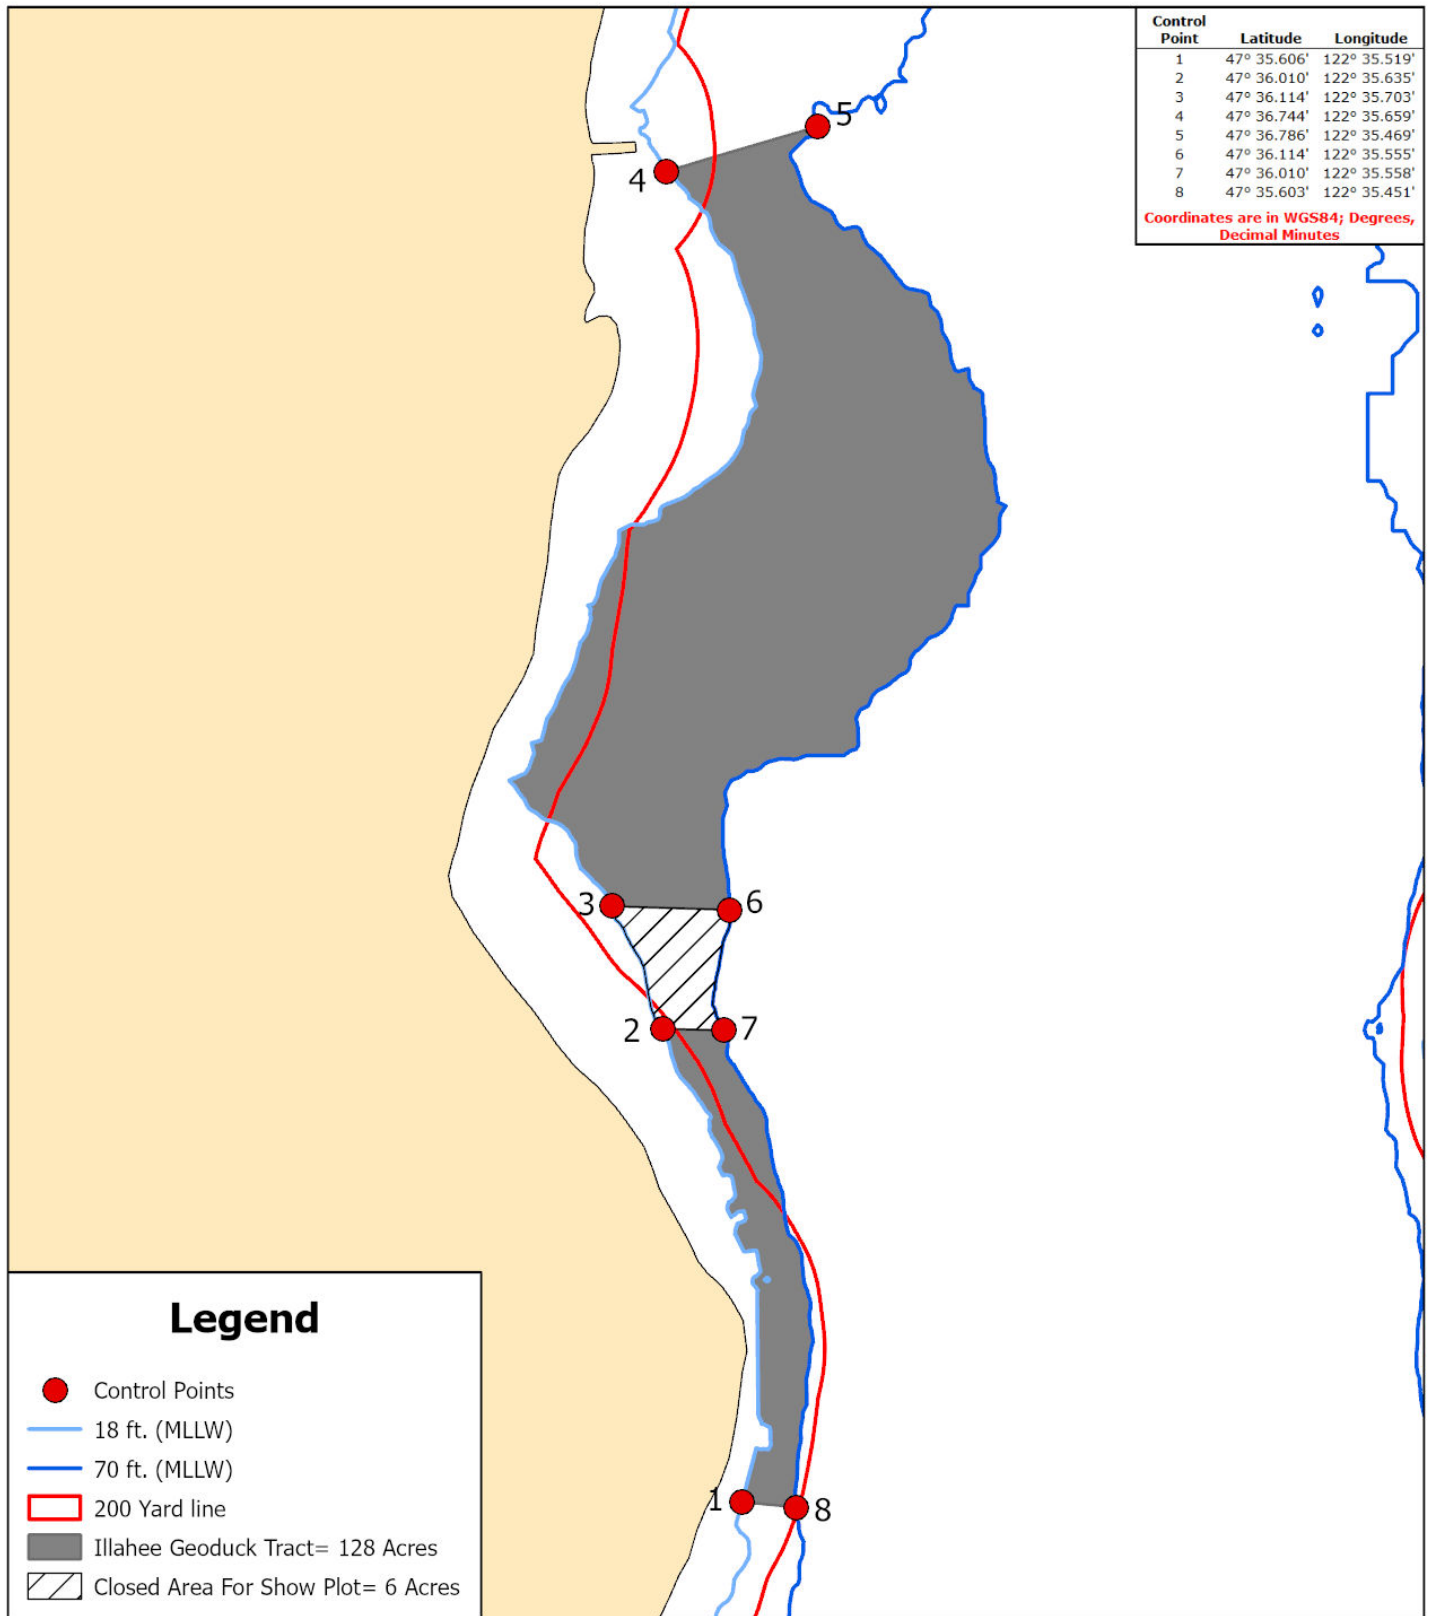 Control Point Latitude Longitude
1 47° 35.606' 122° 35.519'
2 47° 36.010' 122° 35.635'
3 47° 36.114' 122° 35.703'
4 47° 36.744' 122° 35.659'
5 47° 36.786' 122° 35.469'
6 47° 36.114' 122° 35.555'
7 47° 36.010' 122° 35.558'
8 47° 35.603' 122° 35.451'
Coordinates are in WGS84; Degrees,
Decimal Minutes
5
4
3
6
2
7
1
8
Legend
Control Points
18 ft. (MLLW)
70 ft. (MLLW)
200 Yard line
Illahee Geoduck Tract= 128 Acres
Closed Area For Show Plot= 6 Acres